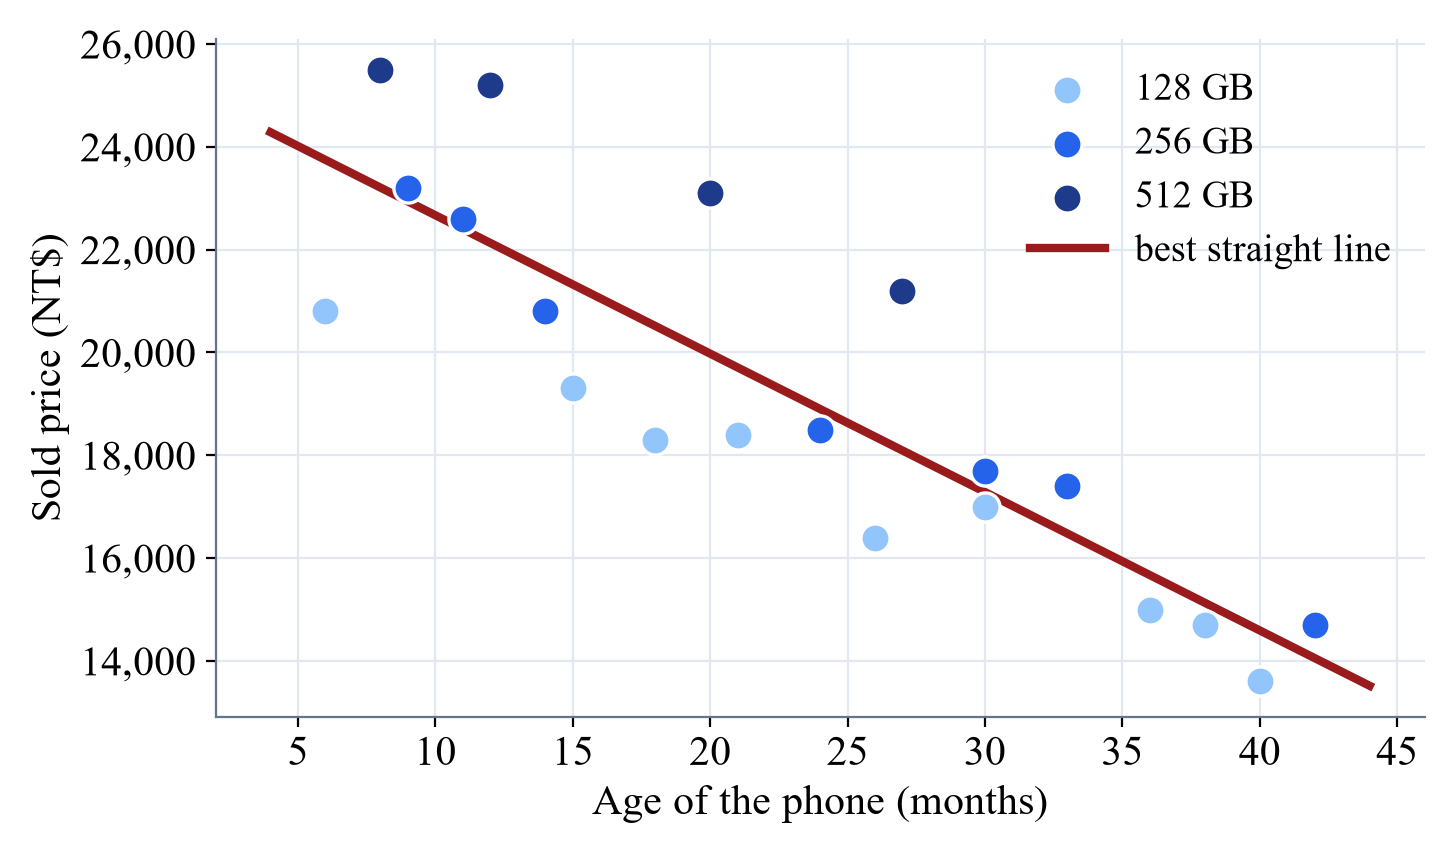 26,000
24,000
22,000
20,000
18,000
16,000
14,000
Sold price (NT$)
128 GB
256 GB
512 GB
best straight line
5 10 15 20 25 30 35 40 45
Age of the phone (months)